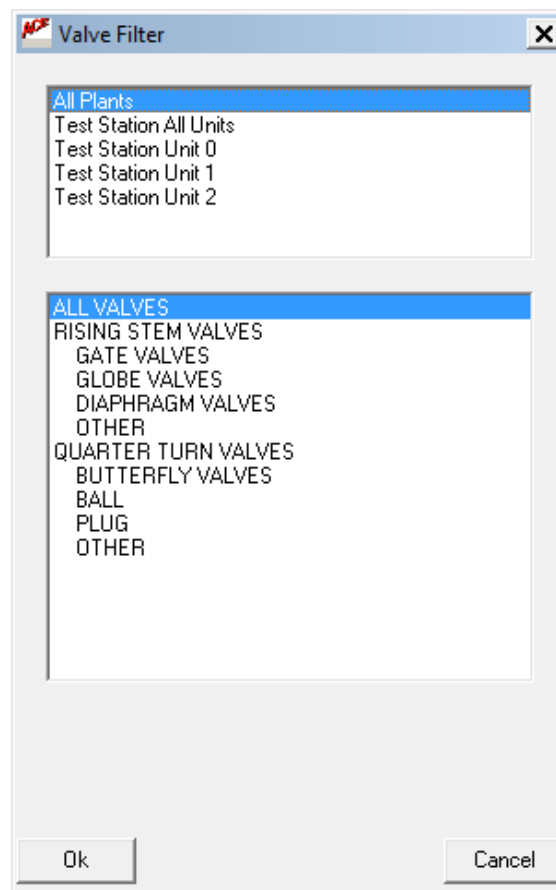 ACE
Valve Filter
All Plants
Test Station All Units
Test Station Unit 0
Test Station Unit 1
Test Station Unit 2
ALL VALVES
RISING STEM VALVES
GATE VALVES
GLOBE VALVES
DIAPHRAGM VALVES
OTHER
QUARTER TURN VALVES
BUTTERFLY VALVES
BALL
PLUG
OTHER
Ok
Cancel